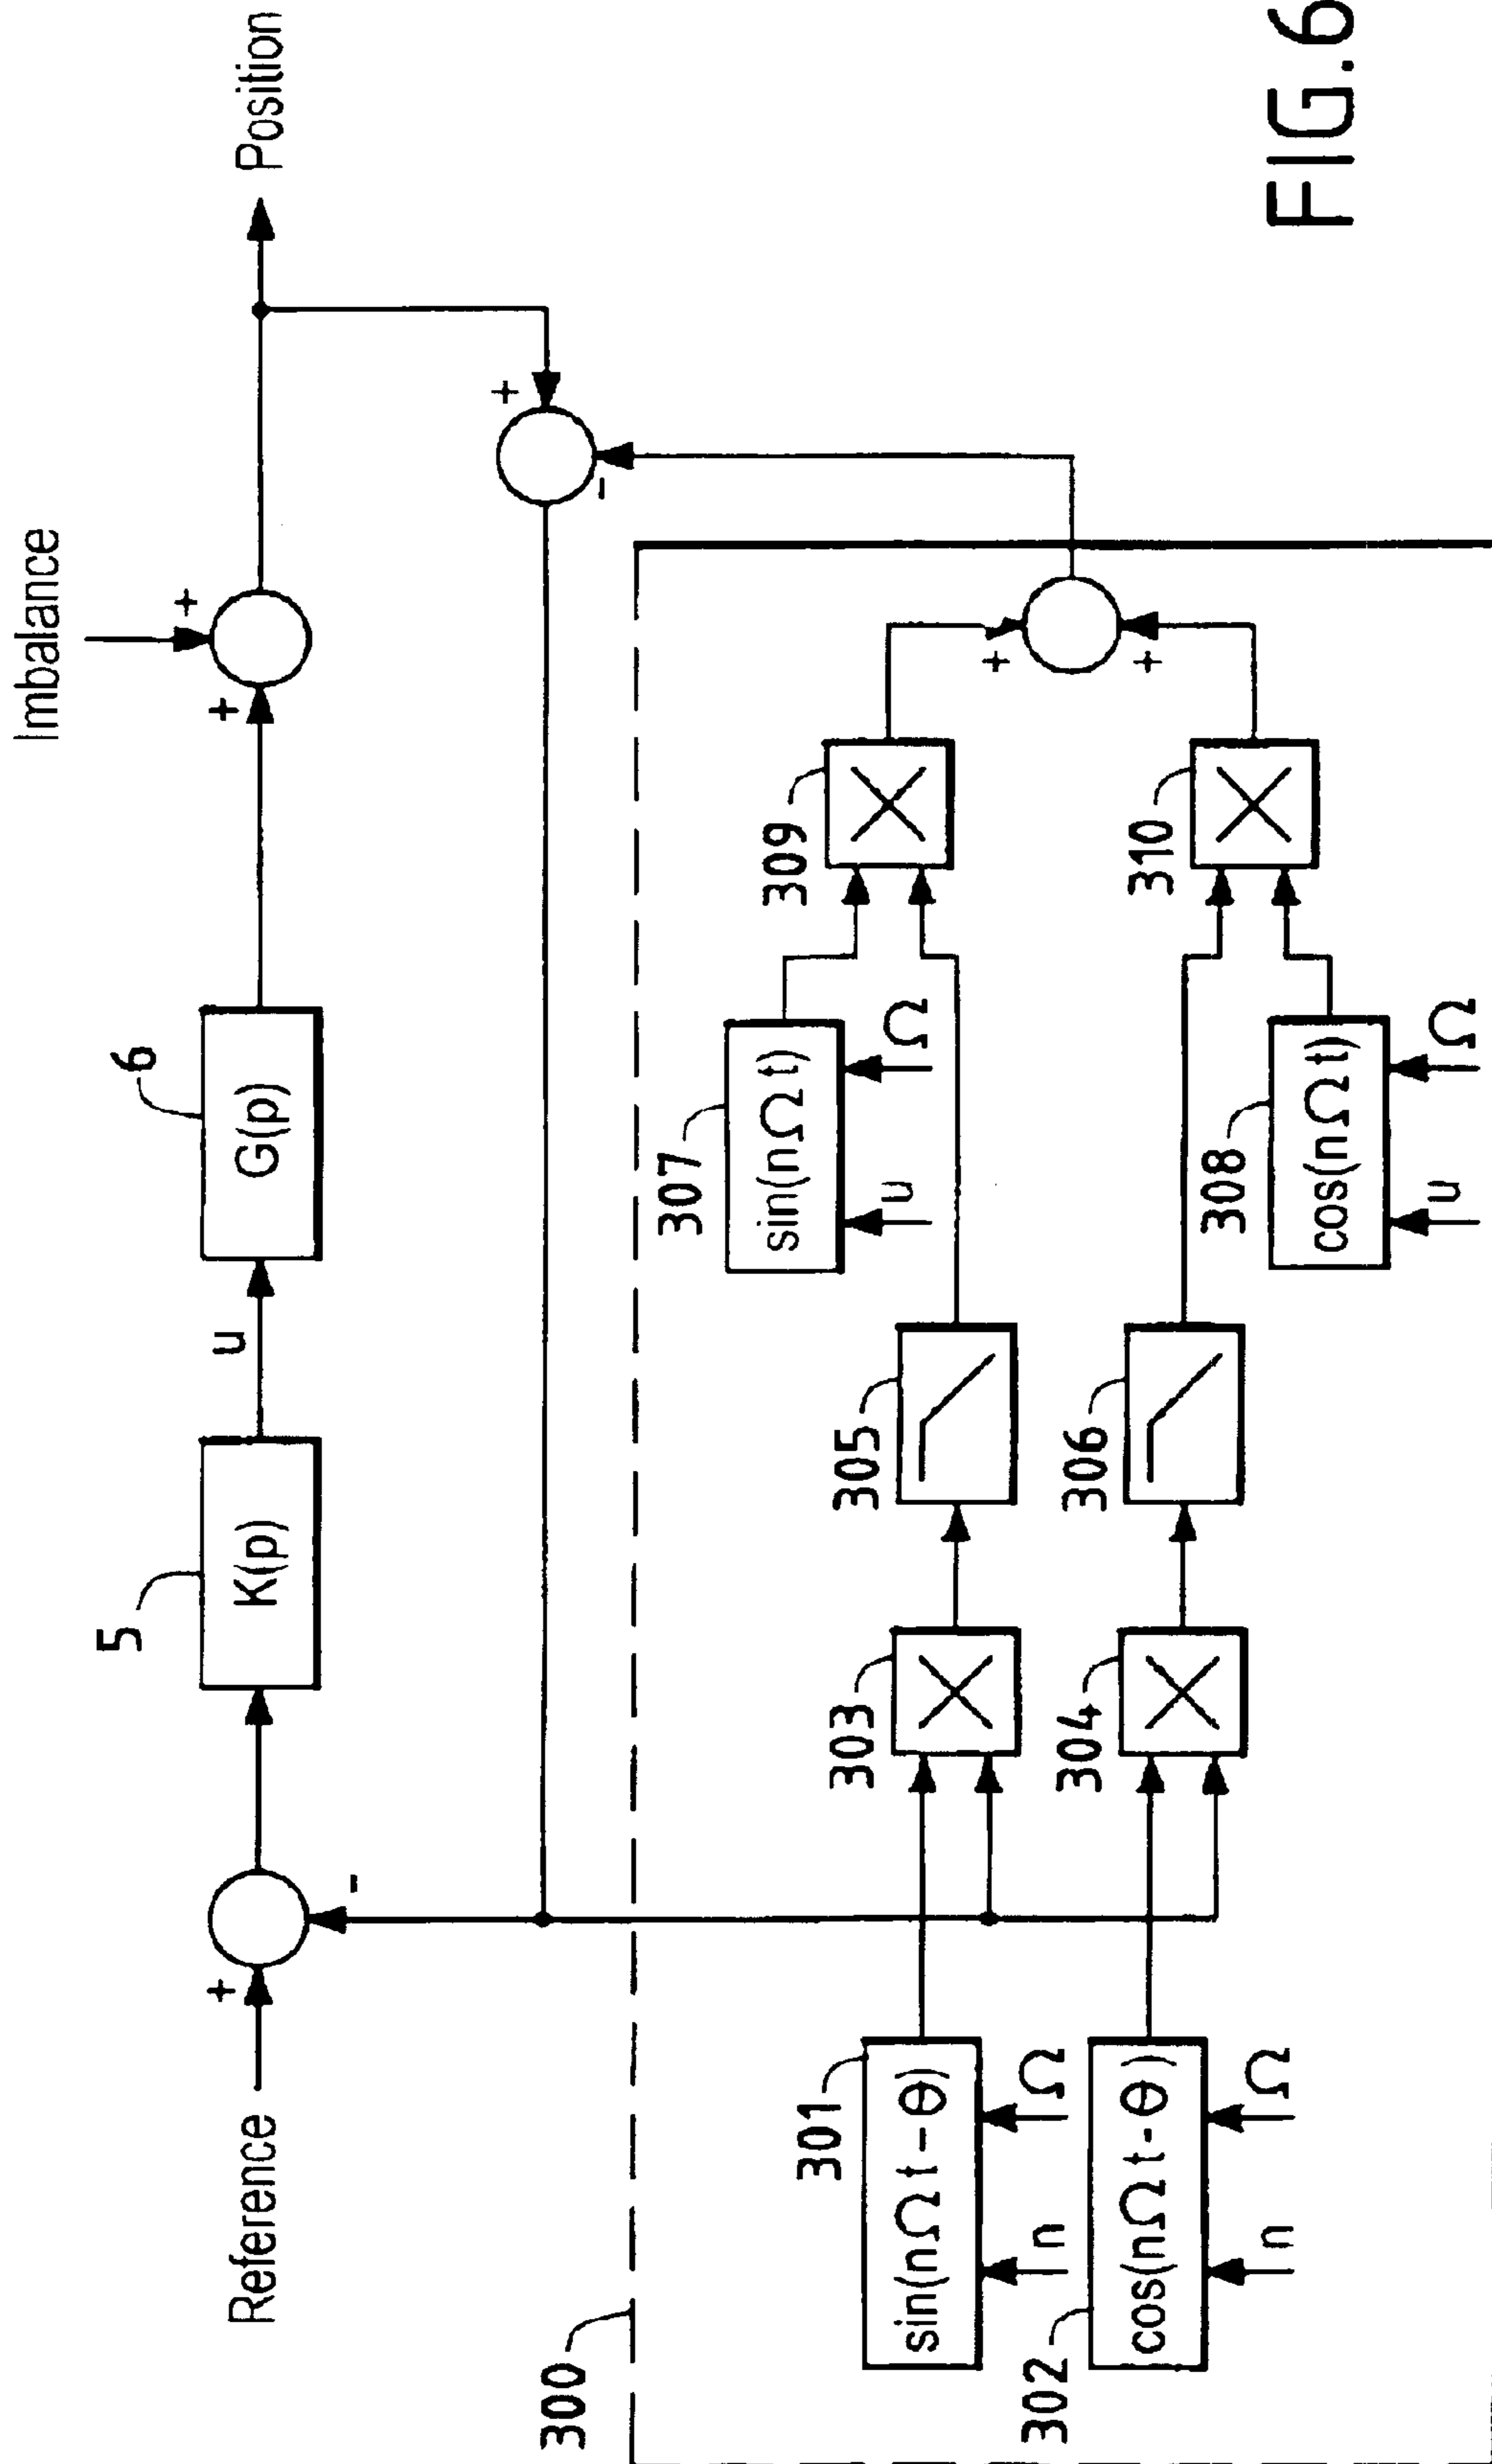 Imbalance
+
5
6
+
+
Reference
K(p)
u
G(p)
Position
-
+
300
-
307
309
sin(nΩt)
301
303
305
u
Ω
sin(nΩt-θ)
n
Ω
+
302
304
306
310
+
cos(nΩt-θ)
308
n
Ω
cos(nΩt)
u
Ω
FIG.6